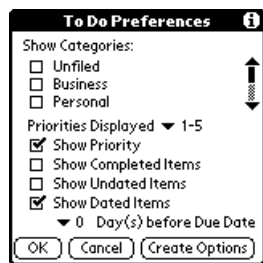 To Do Preferences i
Show Categories:
Unfiled
Business
Personal
Priorities Displayed 1-5
Show Priority
Show Completed Items
Show Undated Items
Show Dated Items
0 Day(s) before Due Date
OK Cancel Create Options